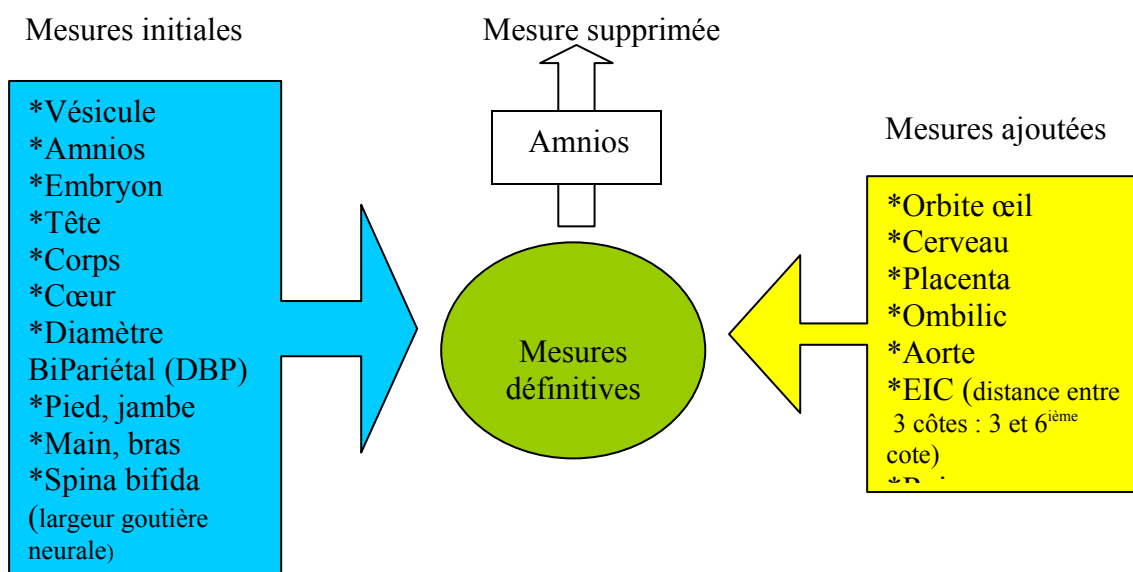 Mesures initiales
*Vésicule
*Amnios
*Embryon
*Tête
*Corps
*Cœur
*Diamètre
BiPariétal (DBP)
*Pied, jambe
*Main, bras
*Spina bifida
(largeur goutière
neurale)
Mesure supprimée
Amnios
Mesures
définitives
Mesures ajoutées
*Orbite œil
*Cerveau
*Placenta
*Ombilic
*Aorte
*EIC (distance entre
3 côtes : 3 et 6ième
cote)